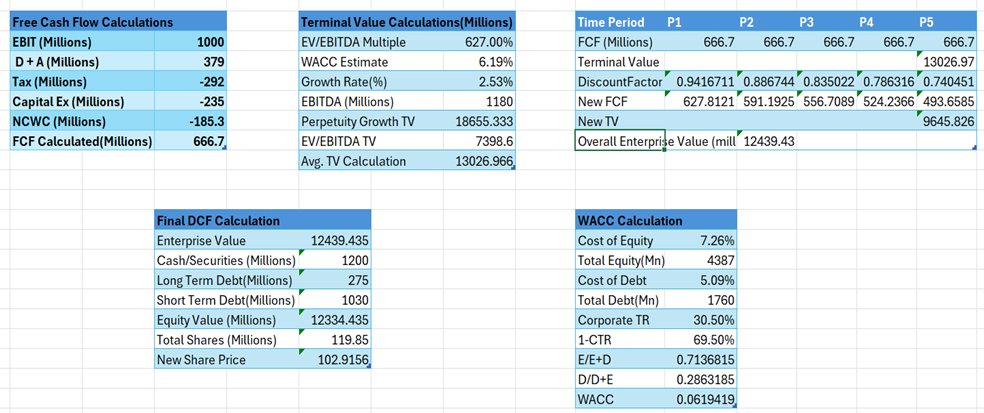 Free Cash Flow Calculations
EBIT (Millions) 1000
D + A (Millions) 379
Tax (Millions) -292
Capital Ex (Millions) -235
NCWC (Millions) -185.3
FCF Calculated(Millions) 666.7
Terminal Value Calculations(Millions)
EV/EBITDA Multiple 627.00%
WACC Estimate 6.19%
Growth Rate(%) 2.53%
EBITDA (Millions) 1180
Perpetuity Growth TV 18655.333
EV/EBITDA TV 7398.6
Avg. TV Calculation 13026.966
Time Period P1 P2 P3 P4 P5
FCF (Millions) 666.7 666.7 666.7 666.7 666.7
Terminal Value 13026.97
DiscountFactor 0.9416711 0.886744 0.835022 0.786316 0.740451
New FCF 627.8121 591.1925 556.7089 524.2366 493.6585
New TV 9645.826
Overall Enterprise Value (mill 12439.43
Final DCF Calculation
Enterprise Value 12439.435
Cash/Securities (Millions) 1200
Long Term Debt(Millions) 275
Short Term Debt(Millions) 1030
Equity Value (Millions) 12334.435
Total Shares (Millions) 119.85
New Share Price 102.9156
WACC Calculation
Cost of Equity 7.26%
Total Equity(Mn) 4387
Cost of Debt 5.09%
Total Debt(Mn) 1760
Corporate TR 30.50%
1-CTR 69.50%
E/E+D 0.7136815
D/D+E 0.2863185
WACC 0.0619419